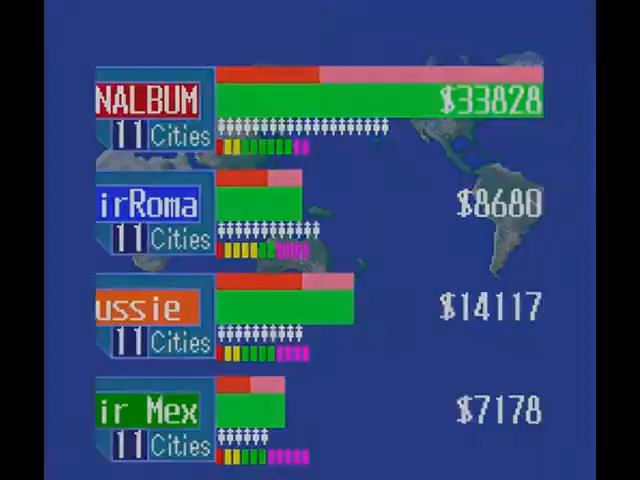 NALBUM
$33828
11 Cities
irRoma
$8680
11 Cities
ussie
$14117
11 Cities
ir Mex
$7178
11 Cities